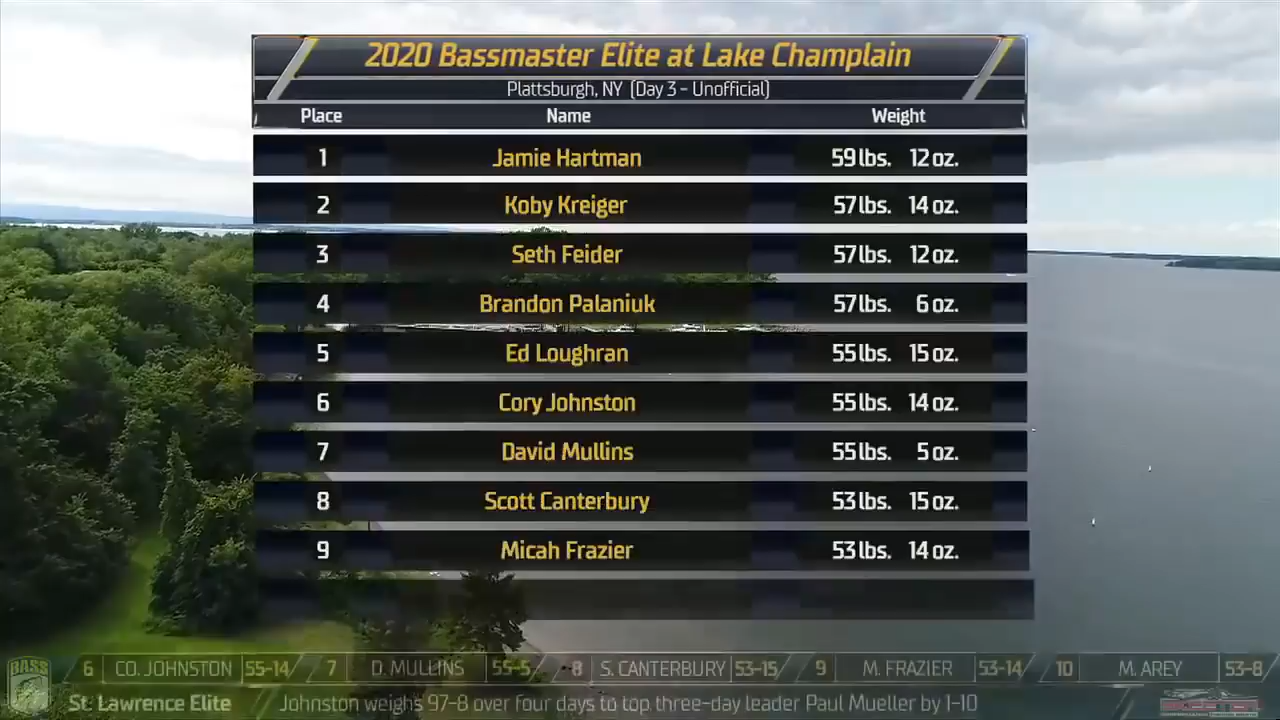 2020 Bassmaster Elite at Lake Champlain
Plattsburgh, NY (Day 3 - Unofficial)
Place Name Weight
1 Jamie Hartman 59 lbs. 12 oz.
2 Koby Kreiger 57 lbs. 14 oz.
3 Seth Feider 57 lbs. 12 oz.
4 Brandon Palaniuk 57 lbs. 6 oz.
5 Ed Loughran 55 lbs. 15 oz.
6 Cory Johnston 55 lbs. 14 oz.
7 David Mullins 55 lbs. 5 oz.
8 Scott Canterbury 53 lbs. 15 oz.
9 Micah Frazier 53 lbs. 14 oz.
BASS 6 CO. JOHNSTON 55-14 7 D. MULLINS 55-5 8 S. CANTERBURY 53-15 9 M. FRAZIER 53-14 10 M. AREY 53-8
St. Lawrence Elite Johnston weighs 97-8 over four days to top three-day leader Paul Mueller by 1-10